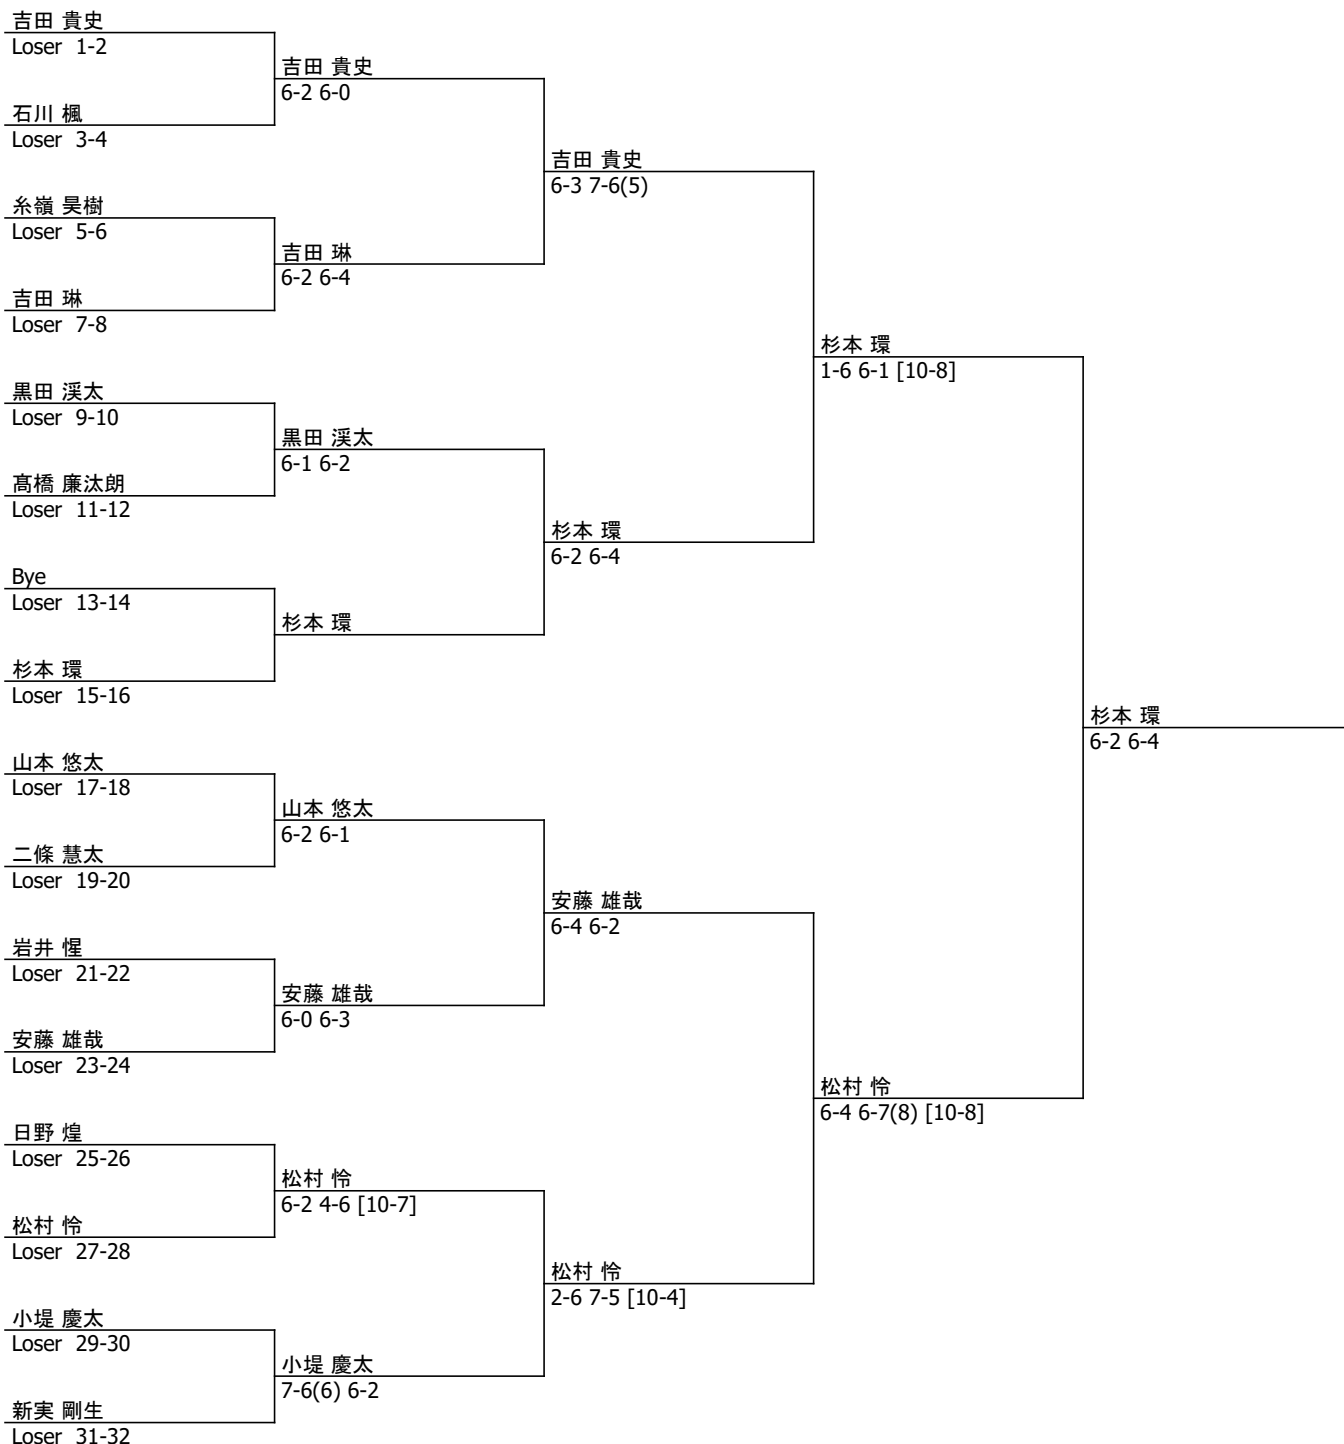 吉田 貴史
Loser 1-2
吉田 貴史
6-2 6-0
石川 楓
Loser 3-4
吉田 貴史
6-3 7-6(5)
糸嶺 昊樹
Loser 5-6
吉田 琳
6-2 6-4
吉田 琳
Loser 7-8
杉本 環
1-6 6-1 [10-8]
黒田 渓太
Loser 9-10
黒田 渓太
6-1 6-2
髙橋 廉汰朗
Loser 11-12
杉本 環
6-2 6-4
Bye
Loser 13-14
杉本 環
杉本 環
Loser 15-16
杉本 環
6-2 6-4
山本 悠太
Loser 17-18
山本 悠太
6-2 6-1
二條 慧太
Loser 19-20
安藤 雄哉
6-4 6-2
岩井 惺
Loser 21-22
安藤 雄哉
6-0 6-3
安藤 雄哉
Loser 23-24
松村 怜
6-4 6-7(8) [10-8]
日野 煌
Loser 25-26
松村 怜
6-2 4-6 [10-7]
松村 怜
Loser 27-28
松村 怜
2-6 7-5 [10-4]
小堤 慶太
Loser 29-30
小堤 慶太
7-6(6) 6-2
新実 剛生
Loser 31-32